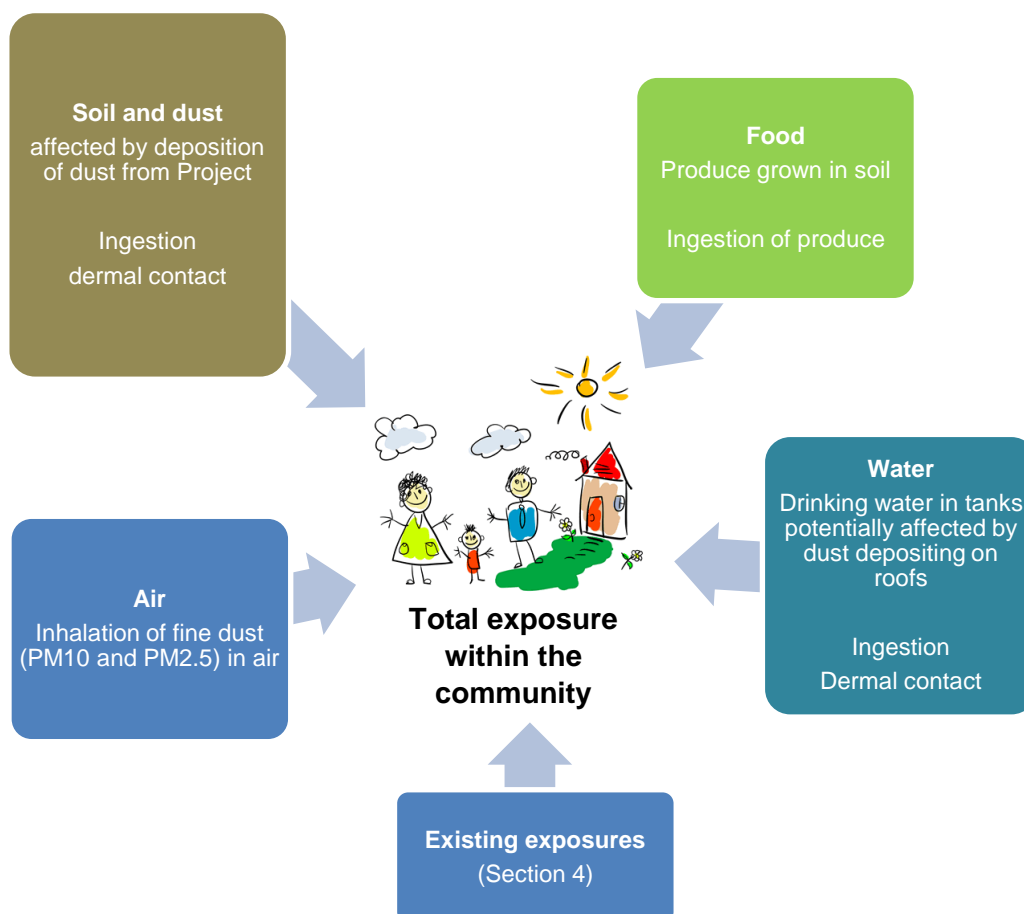 Soil and dust
affected by deposition
of dust from Project
Ingestion
dermal contact
Food
Produce grown in soil
Ingestion of produce
Water
Drinking water in tanks
potentially affected by
dust depositing on
roofs
Ingestion
Dermal contact
Air
Inhalation of fine dust
(PM10 and PM2.5) in air
Total exposure
within the
community
Existing exposures
(Section 4)